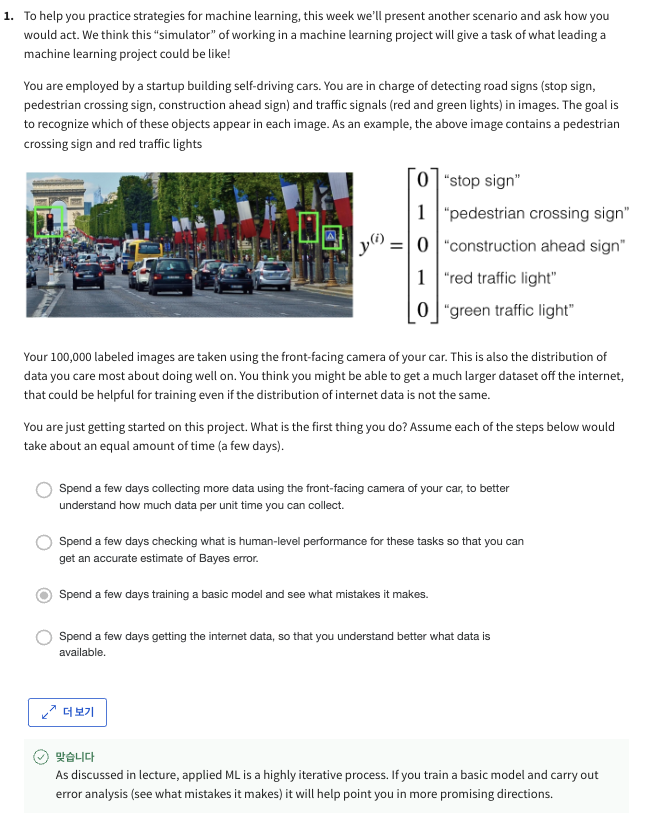 1. To help you practice strategies for machine learning, this week we'll present another scenario and ask how you
would act. We think this "simulator" of working in a machine learning project will give a task of what leading a
machine learning project could be like!
You are employed by a startup building self-driving cars. You are in charge of detecting road signs (stop sign,
pedestrian crossing sign, construction ahead sign) and traffic signals (red and green lights) in images. The goal is
to recognize which of these objects appear in each image. As an example, the above image contains a pedestrian
crossing sign and red traffic lights
y(i) =
0 "stop sign"
1 "pedestrian crossing sign"
0 "construction ahead sign"
1 "red traffic light"
0 "green traffic light"
Your 100,000 labeled images are taken using the front-facing camera of your car. This is also the distribution of
data you care most about doing well on. You think you might be able to get a much larger dataset off the internet,
that could be helpful for training even if the distribution of internet data is not the same.
You are just getting started on this project. What is the first thing you do? Assume each of the steps below would
take about an equal amount of time (a few days).
Spend a few days collecting more data using the front-facing camera of your car, to better
understand how much data per unit time you can collect.
Spend a few days checking what is human-level performance for these tasks so that you can
get an accurate estimate of Bayes error.
Spend a few days training a basic model and see what mistakes it makes.
Spend a few days getting the internet data, so that you understand better what data is
available.
더 보기
맞습니다
As discussed in lecture, applied ML is a highly iterative process. If you train a basic model and carry out
error analysis (see what mistakes it makes) it will help point you in more promising directions.